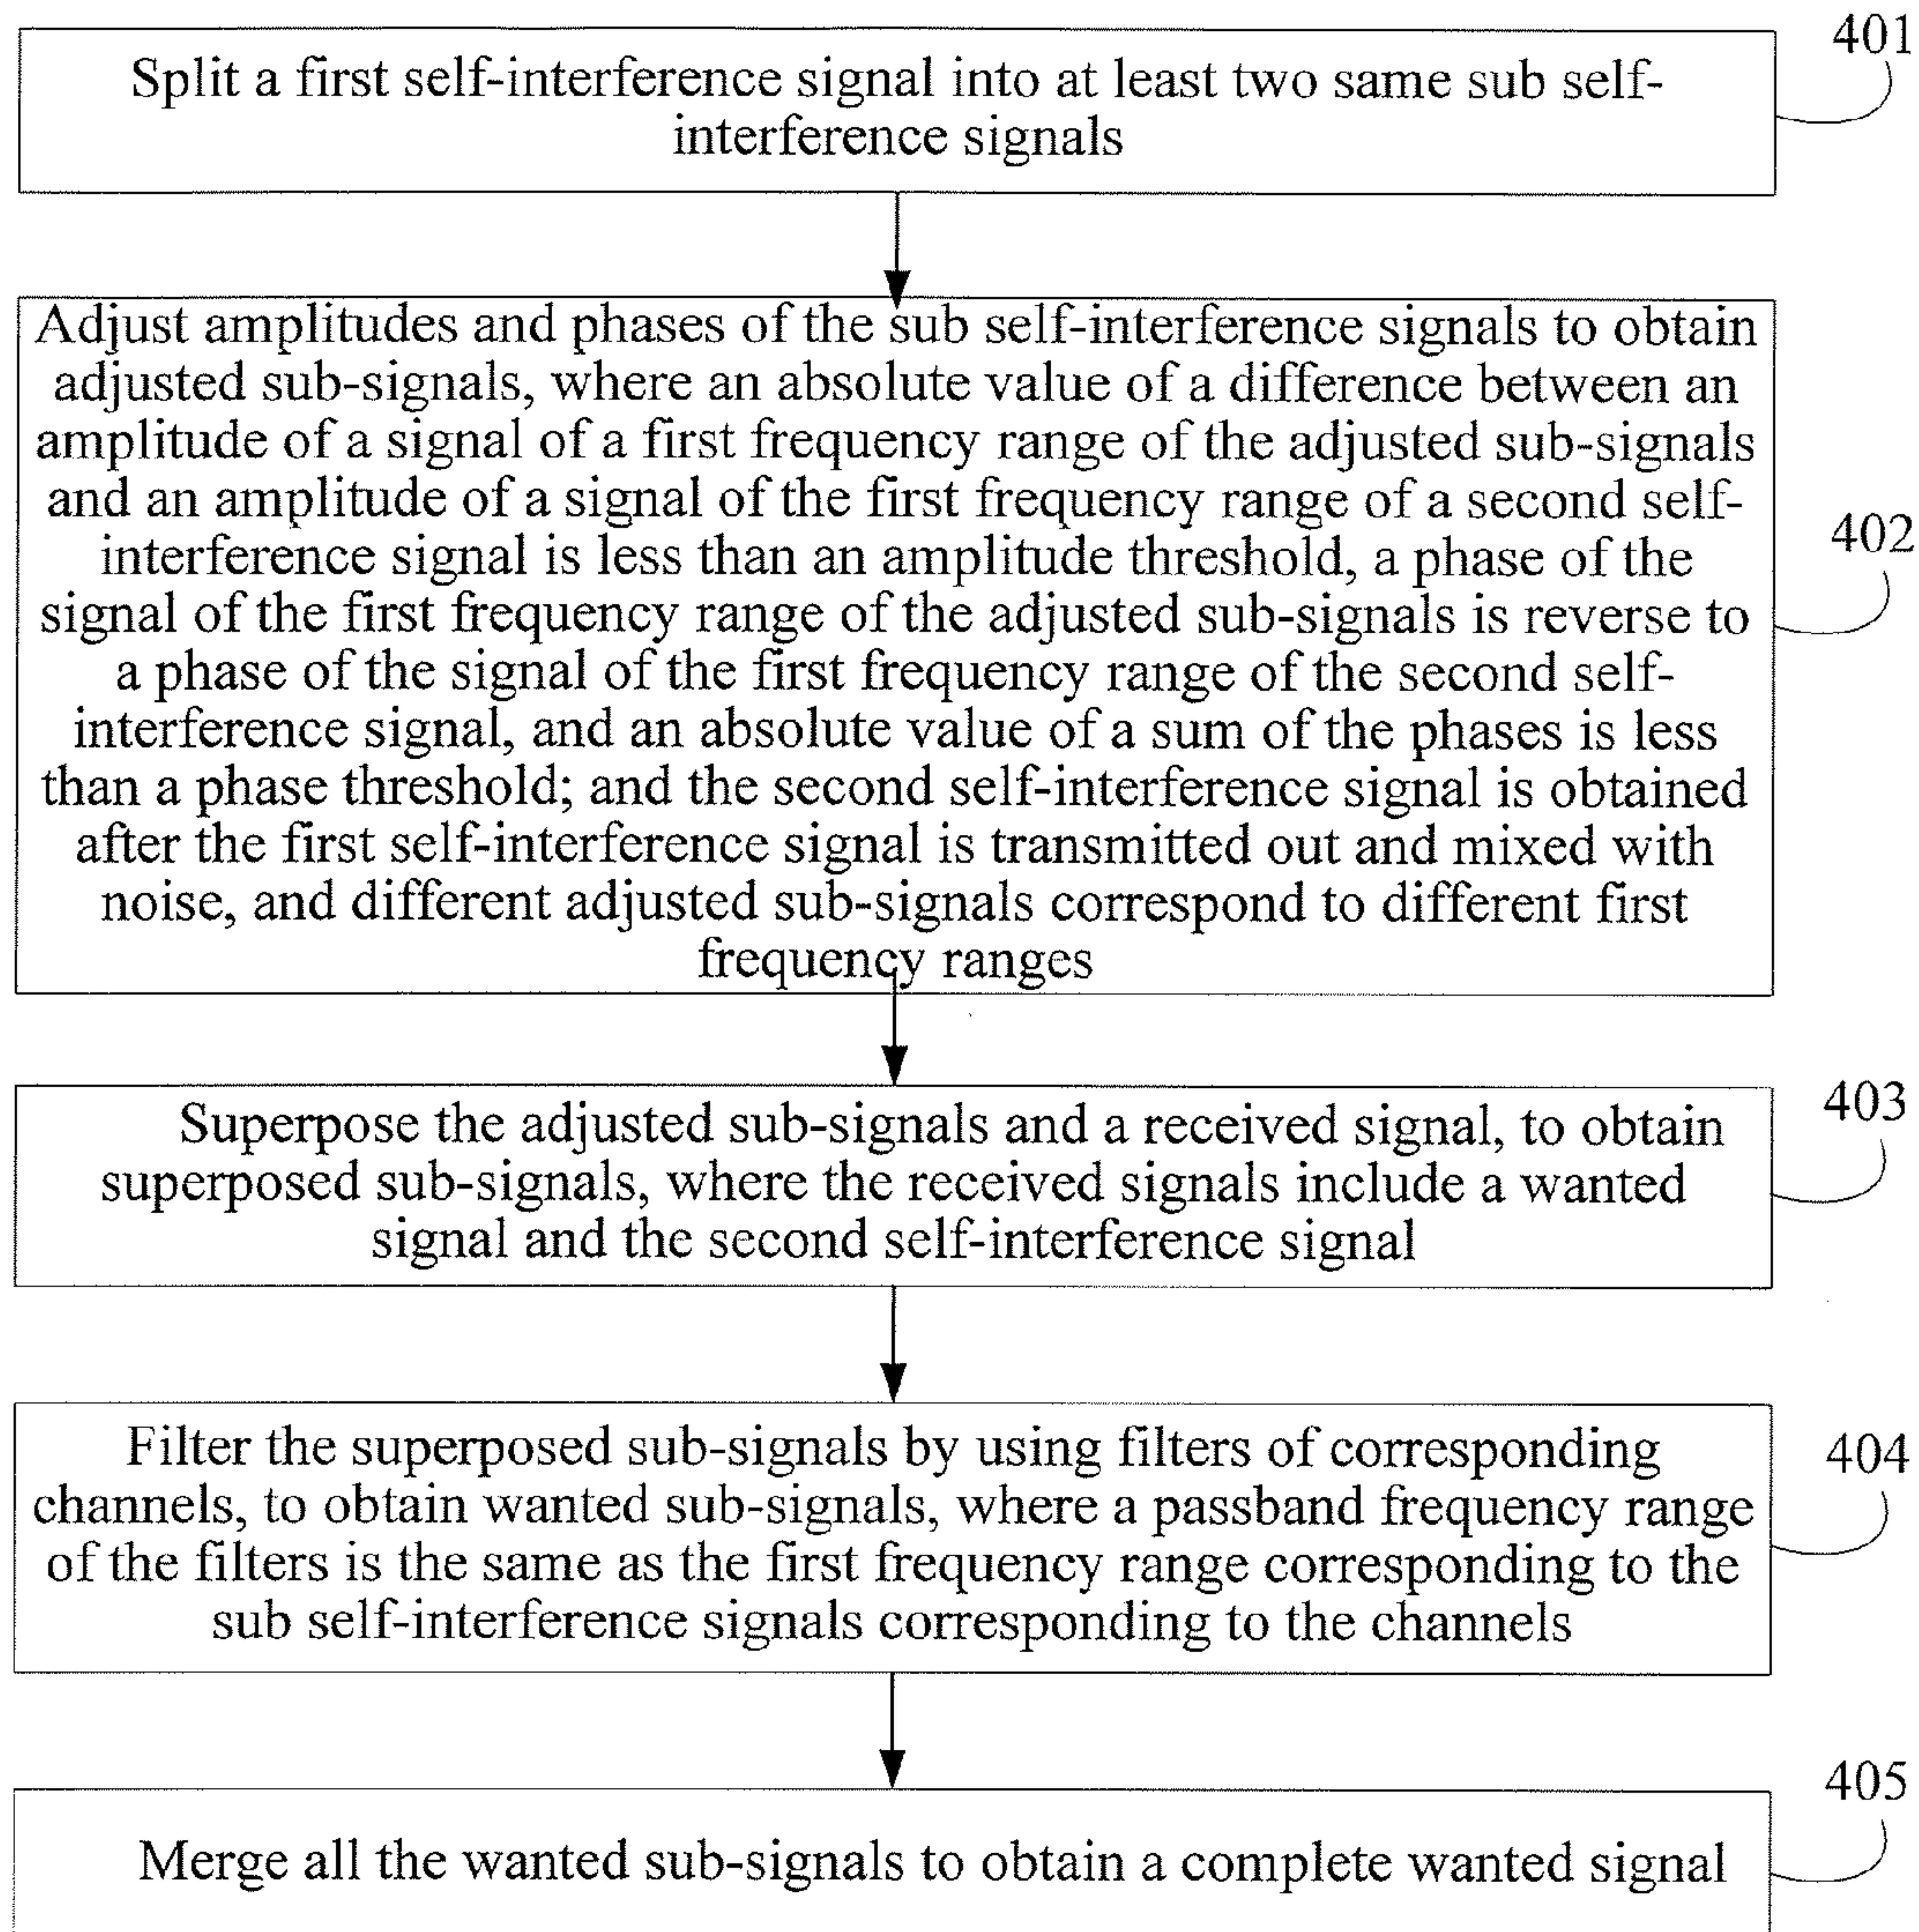 401
Split a first self-interference signal into at least two same sub self-
interference signals
Adjust amplitudes and phases of the sub self-interference signals to obtain
adjusted sub-signals, where an absolute value of a difference between an
amplitude of a signal of a first frequency range of the adjusted sub-signals
and an amplitude of a signal of the first frequency range of a second self-
interference signal is less than an amplitude threshold, a phase of the
signal of the first frequency range of the adjusted sub-signals is reverse to
a phase of the signal of the first frequency range of the second self-
interference signal, and an absolute value of a sum of the phases is less
than a phase threshold; and the second self-interference signal is obtained
after the first self-interference signal is transmitted out and mixed with
noise, and different adjusted sub-signals correspond to different first
frequency ranges
402
Superpose the adjusted sub-signals and a received signal, to obtain
superposed sub-signals, where the received signals include a wanted
signal and the second self-interference signal
403
Filter the superposed sub-signals by using filters of corresponding
channels, to obtain wanted sub-signals, where a passband frequency range
of the filters is the same as the first frequency range corresponding to the
sub self-interference signals corresponding to the channels
404
Merge all the wanted sub-signals to obtain a complete wanted signal
405